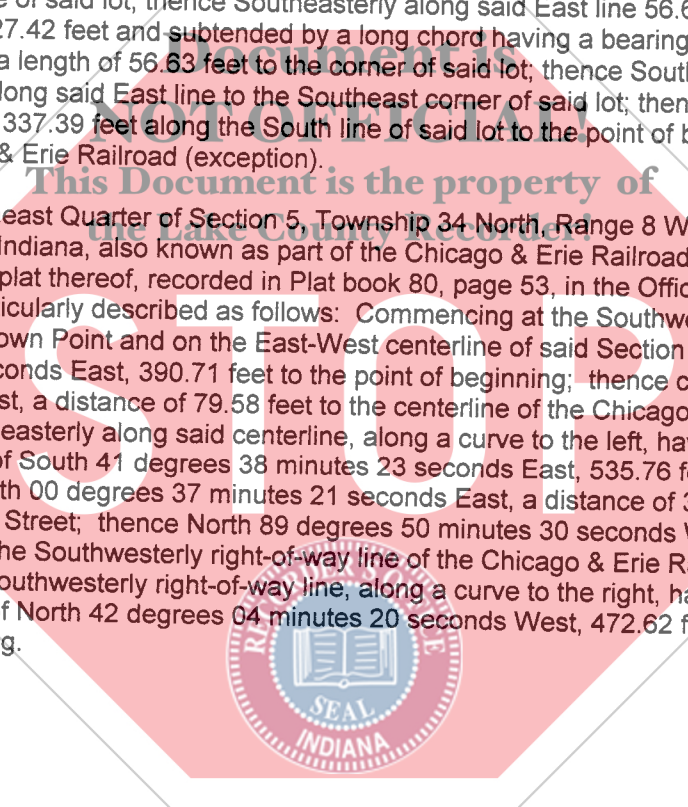 of said lot, thence Southeasterly along said East line 56.6
27.42 feet and subtended by a long chord having a bearing
a length of 56.63 feet to the corner of said lot; thence Sout
long said East line to the Southeast corner of said lot; then
337.39 feet along the South line of said lot to the point of b
& Erie Railroad (exception).
Document is
NOT OFFICIAL!
This Document is the property of
the Lake County Recorder!
east Quarter of Section 5, Township 34 North, Range 8 W
Indiana, also known as part of the Chicago & Erie Railroad
plat thereof, recorded in Plat book 80, page 53, in the Offic
icularly described as follows: Commencing at the Southwe
own Point and on the East-West centerline of said Section
conds East, 390.71 feet to the point of beginning; thence c
st, a distance of 79.58 feet to the centerline of the Chicago
easterly along said centerline, along a curve to the left, ha
of South 41 degrees 38 minutes 23 seconds East, 535.76 f
th 00 degrees 37 minutes 21 seconds East, a distance of 3
Street; thence North 89 degrees 50 minutes 30 seconds
he Southwesterly right-of-way line of the Chicago & Erie R
outhwesterly right-of-way line, along a curve to the right, ha
f North 42 degrees 04 minutes 20 seconds West, 472.62 f
g.
STOP
RECORDER'S OFFICE
SEAL
INDIANA